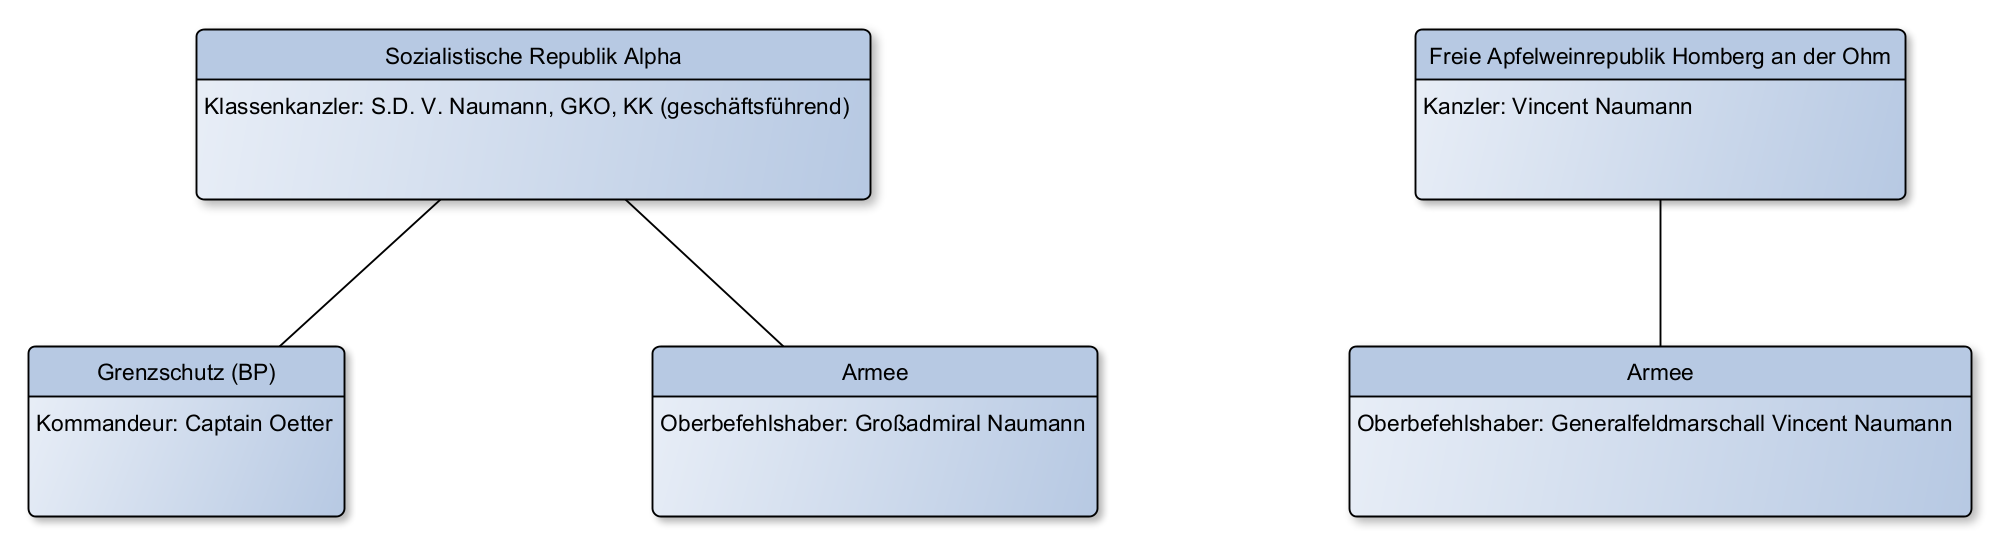 Sozialistische Republik Alpha
Klassenkanzler: S.D. V. Naumann, GKO, KK (geschäftsführend)
Freie Apfelweinrepublik Homberg an der Ohm
Kanzler: Vincent Naumann
Grenzschutz (BP)
Kommandeur: Captain Oetter
Armee
Oberbefehlshaber: Großadmiral Naumann
Armee
Oberbefehlshaber: Generalfeldmarschall Vincent Naumann